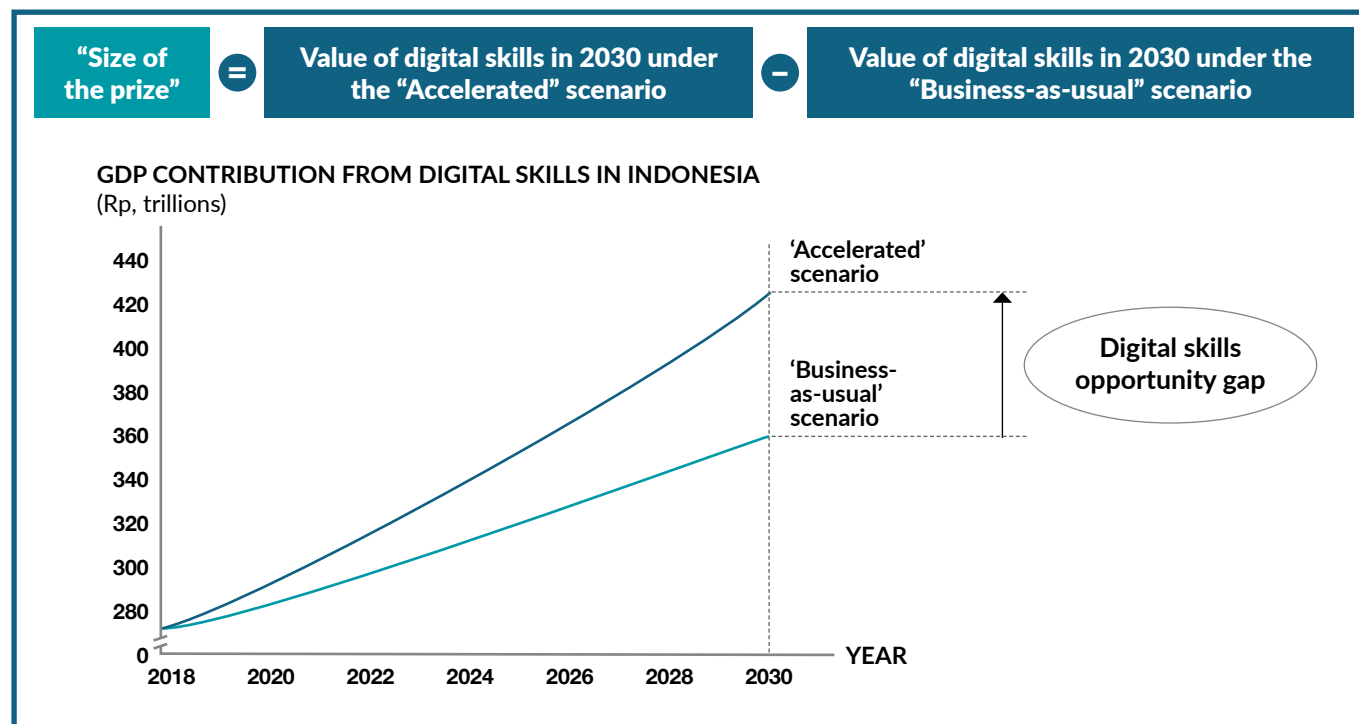 “Size of
the prize”
=
Value of digital skills in 2030 under
the “Accelerated” scenario
–
Value of digital skills in 2030 under the
“Business-as-usual” scenario
GDP CONTRIBUTION FROM DIGITAL SKILLS IN INDONESIA
(Rp, trillions)
440
420
400
380
360
340
320
300
280
0
‘Accelerated’
scenario
‘Business-
as-usual’
scenario
Digital skills
opportunity gap
2018 2020 2022 2024 2026 2028 2030
YEAR